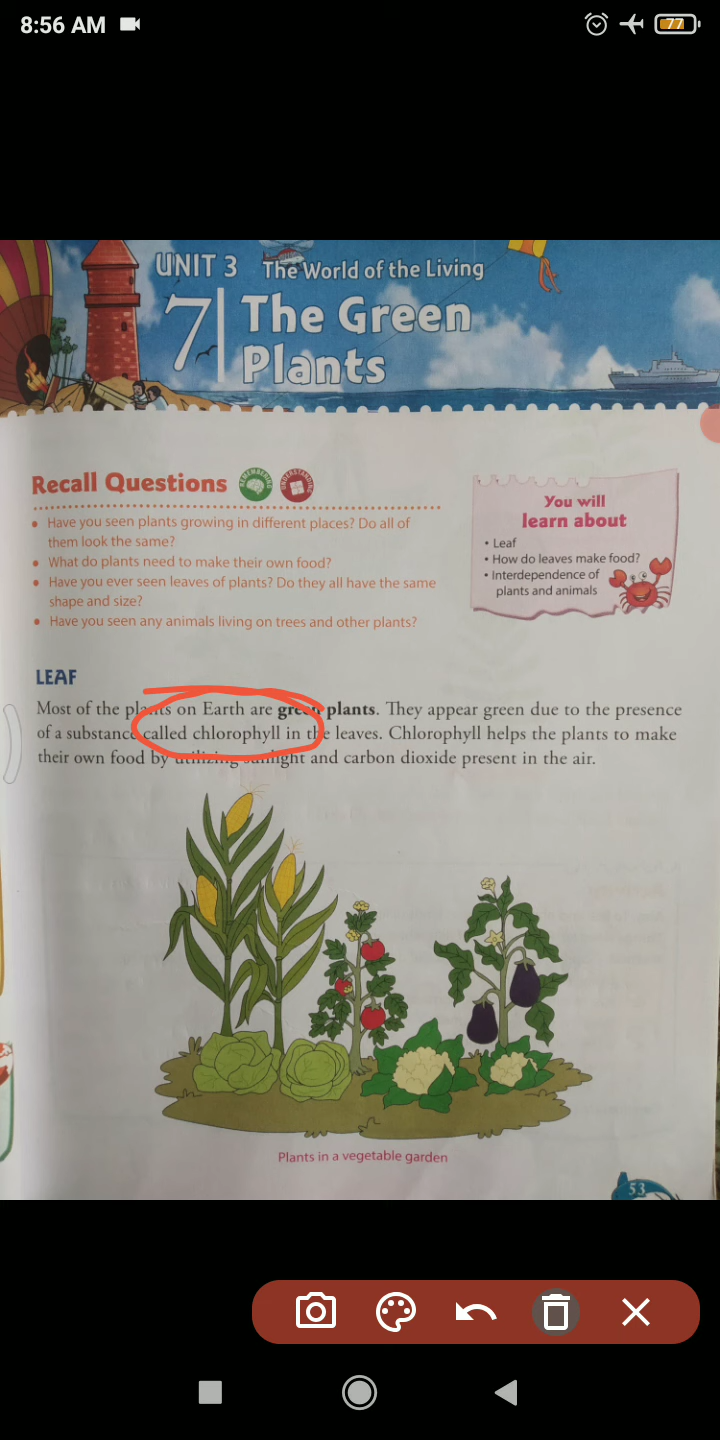 8:56 AM
77
UNIT 3 The World of the Living
7 The Green
Plants
Recall Questions
REMEMBERING
UNDERSTANDING
• Have you seen plants growing in different places? Do all of
them look the same?
• What do plants need to make their own food?
• Have you ever seen leaves of plants? Do they all have the same
shape and size?
• Have you seen any animals living on trees and other plants?
You will
learn about
• Leaf
• How do leaves make food?
• Interdependence of
plants and animals
LEAF
Most of the plants on Earth are green plants. They appear green due to the presence
of a substance called chlorophyll in the leaves. Chlorophyll helps the plants to make
their own food by utilizing sunlight and carbon dioxide present in the air.
Plants in a vegetable garden
53